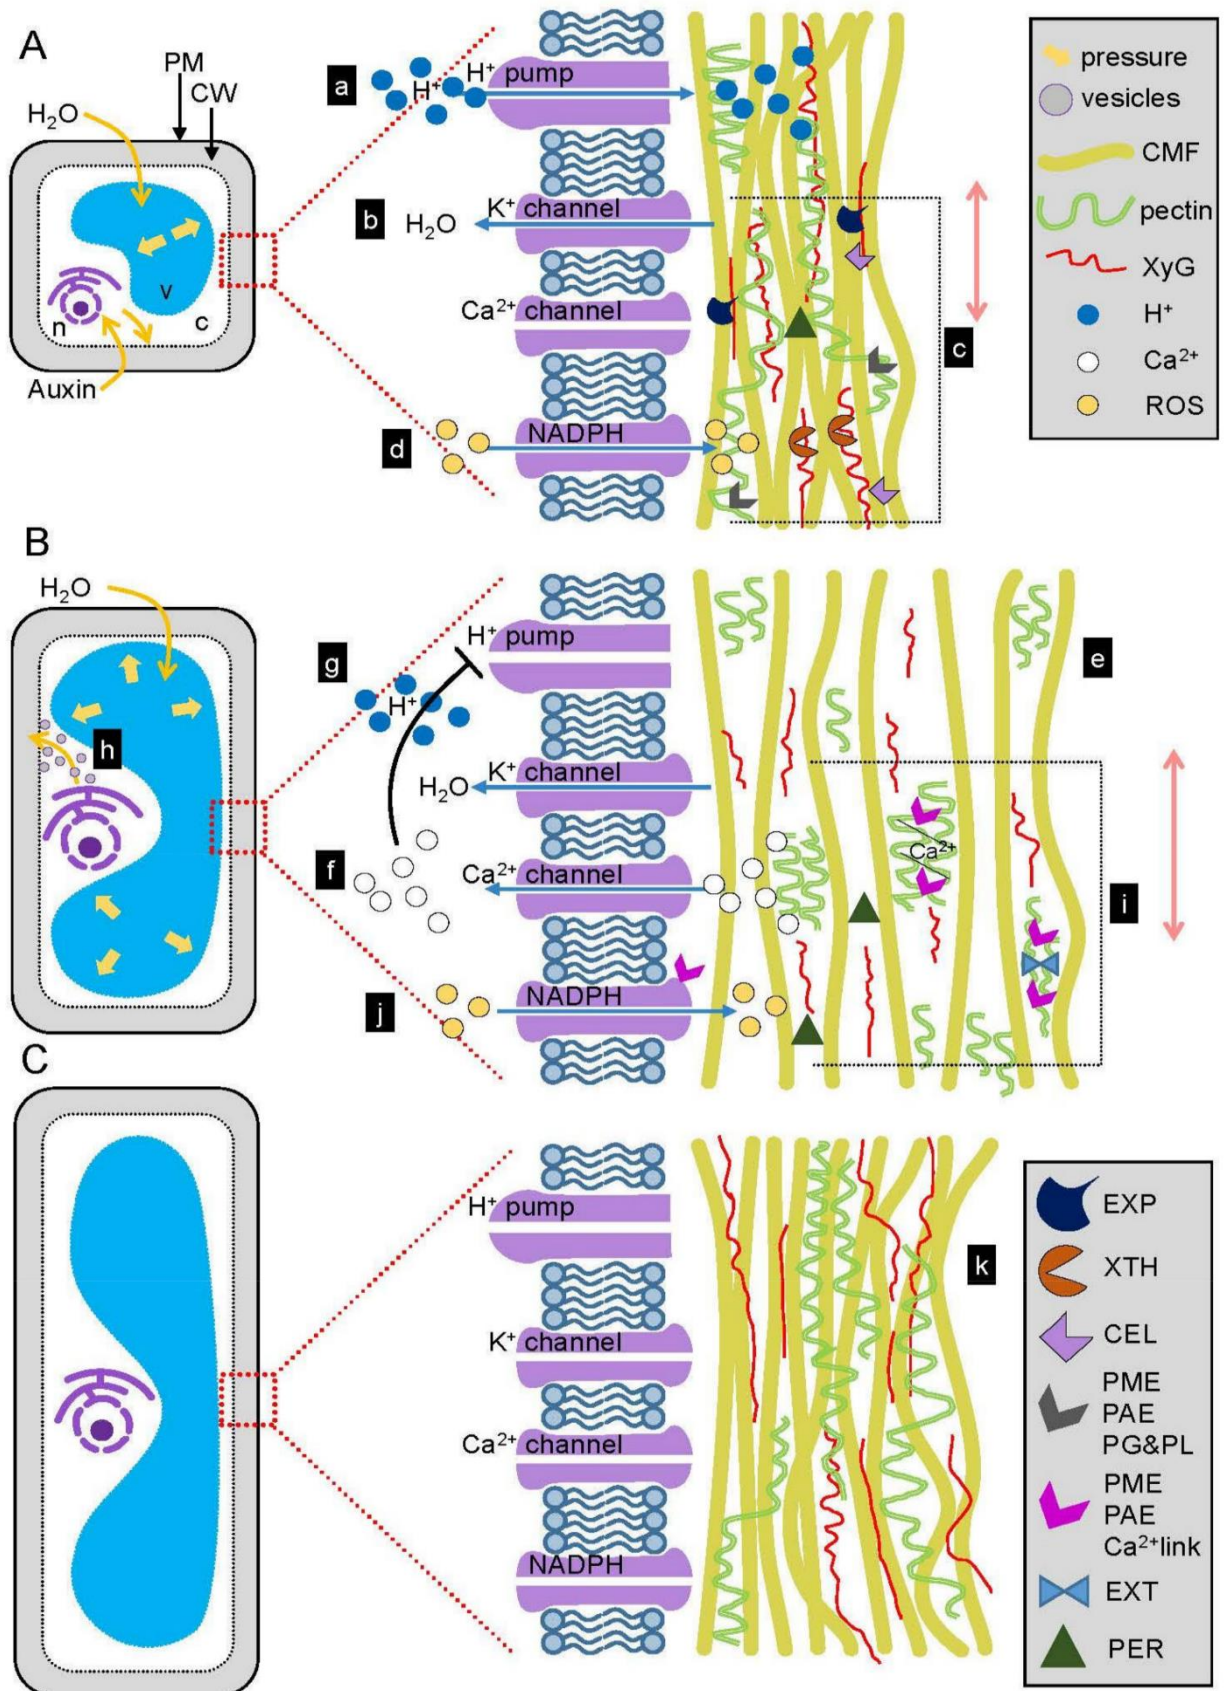 A
PM
CW
H₂O
v
n
c
Auxin
a
H⁺
H⁺ pump
b
H₂O
K⁺ channel
Ca²⁺ channel
c
d
NADPH
pressure
vesicles
CMF
pectin
XyG
H⁺
Ca²⁺
ROS
B
H₂O
h
g
H⁺
H⁺ pump
H₂O
K⁺ channel
f
Ca²⁺ channel
j
NADPH
e
Ca²⁺
i
C
H⁺ pump
K⁺ channel
Ca²⁺ channel
NADPH
k
EXP
XTH
CEL
PME
PAE
PG&PL
PME
PAE
Ca²⁺link
EXT
PER